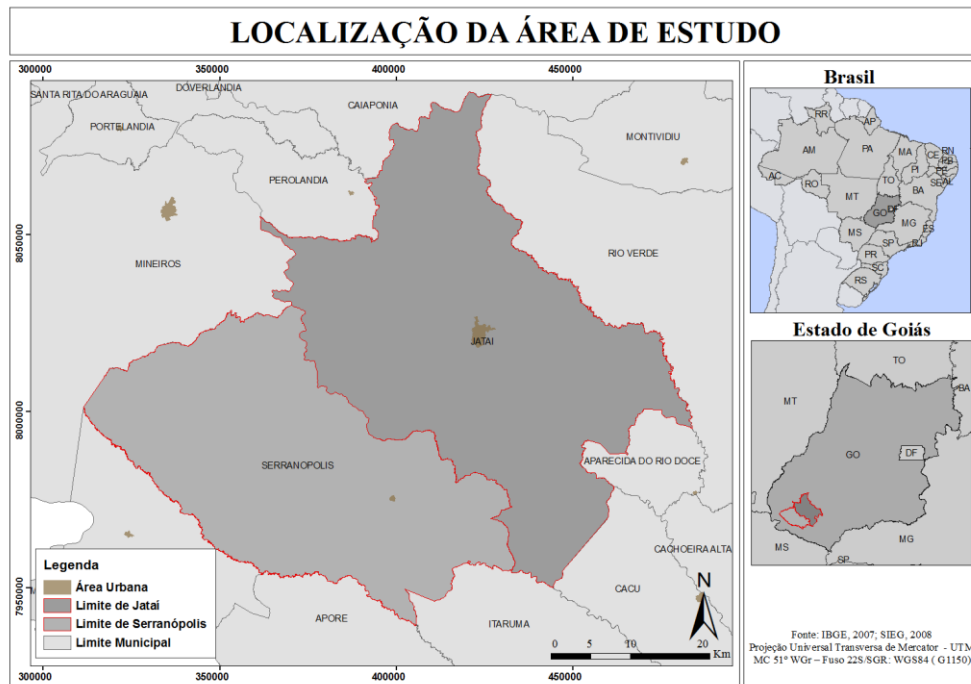 LOCALIZAÇÃO DA ÁREA DE ESTUDO
300000 350000 400000 450000
SANTA RITA DO ARAGUAIA
DOVERLANDIA
CAIAPONIA
PORTELANDIA
MONTIVIDIU
PEROLANDIA
8050000
MINEIROS
RIO VERDE
JATAI
8000000
SERRANOPOLIS
APARECIDA DO RIO DOCE
CACHOEIRA ALTA
7950000
CACU
APORE
ITARUMA
Legenda
Área Urbana
Limite de Jataí
Limite de Serranópolis
Limite Municipal
N
0 5 10 20
Km
300000 350000 400000 450000
Brasil
RR
AP
AM
PA
MA
CE
RN
PB
PE
AL
SE
PI
AC
RO
TO
BA
MT
GO
DF
MG
ES
MS
SP
RJ
PR
SC
RS
Estado de Goiás
TO
BA
MT
GO
DF
MS
MG
SP
Fonte: IBGE, 2007; SIEG, 2008
Projeção Universal Transversa de Mercator - UTM
MC 51º WGr – Fuso 22S/SGR: WGS84 ( G1150)